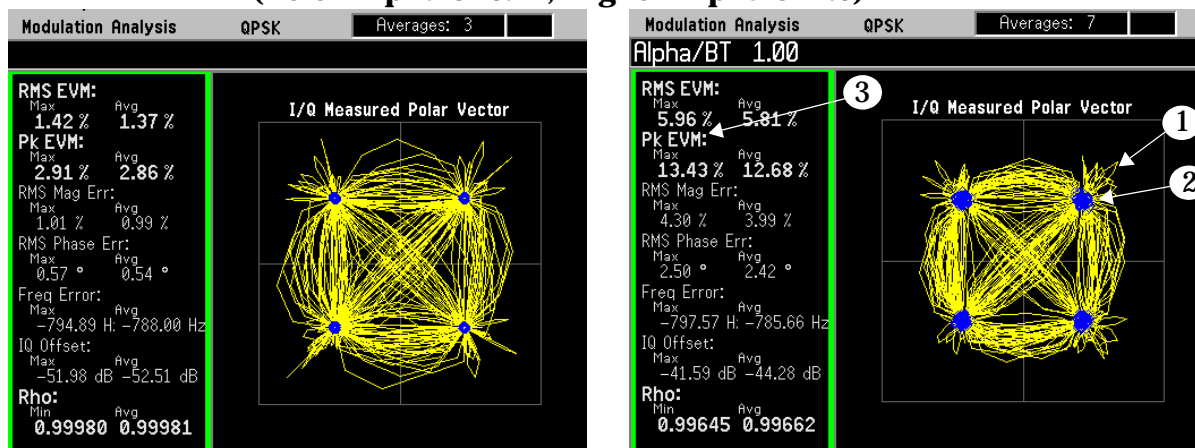 Modulation Analysis QPSK Averages: 3
RMS EVM:
Max Avg
1.42 % 1.37 %
Pk EVM:
Max Avg
2.91 % 2.86 %
RMS Mag Err:
Max Avg
1.01 % 0.99 %
RMS Phase Err:
Max Avg
0.57 ° 0.54 °
Freq Error:
Max Avg
-794.89 H: -788.00 Hz
IQ Offset:
Max Avg
-51.98 dB -52.51 dB
Rho:
Min Avg
0.99980 0.99981
I/Q Measured Polar Vector
Modulation Analysis QPSK Averages: 7
Alpha/BT 1.00
RMS EVM:
Max Avg
5.96 % 5.81 %
Pk EVM:
Max Avg
13.43 % 12.68 %
RMS Mag Err:
Max Avg
4.30 % 3.99 %
RMS Phase Err:
Max Avg
2.50 ° 2.42 °
Freq Error:
Max Avg
-797.57 H: -785.66 Hz
IQ Offset:
Max Avg
-41.59 dB -44.28 dB
Rho:
Min Avg
0.99645 0.99662
I/Q Measured Polar Vector
3
1
2